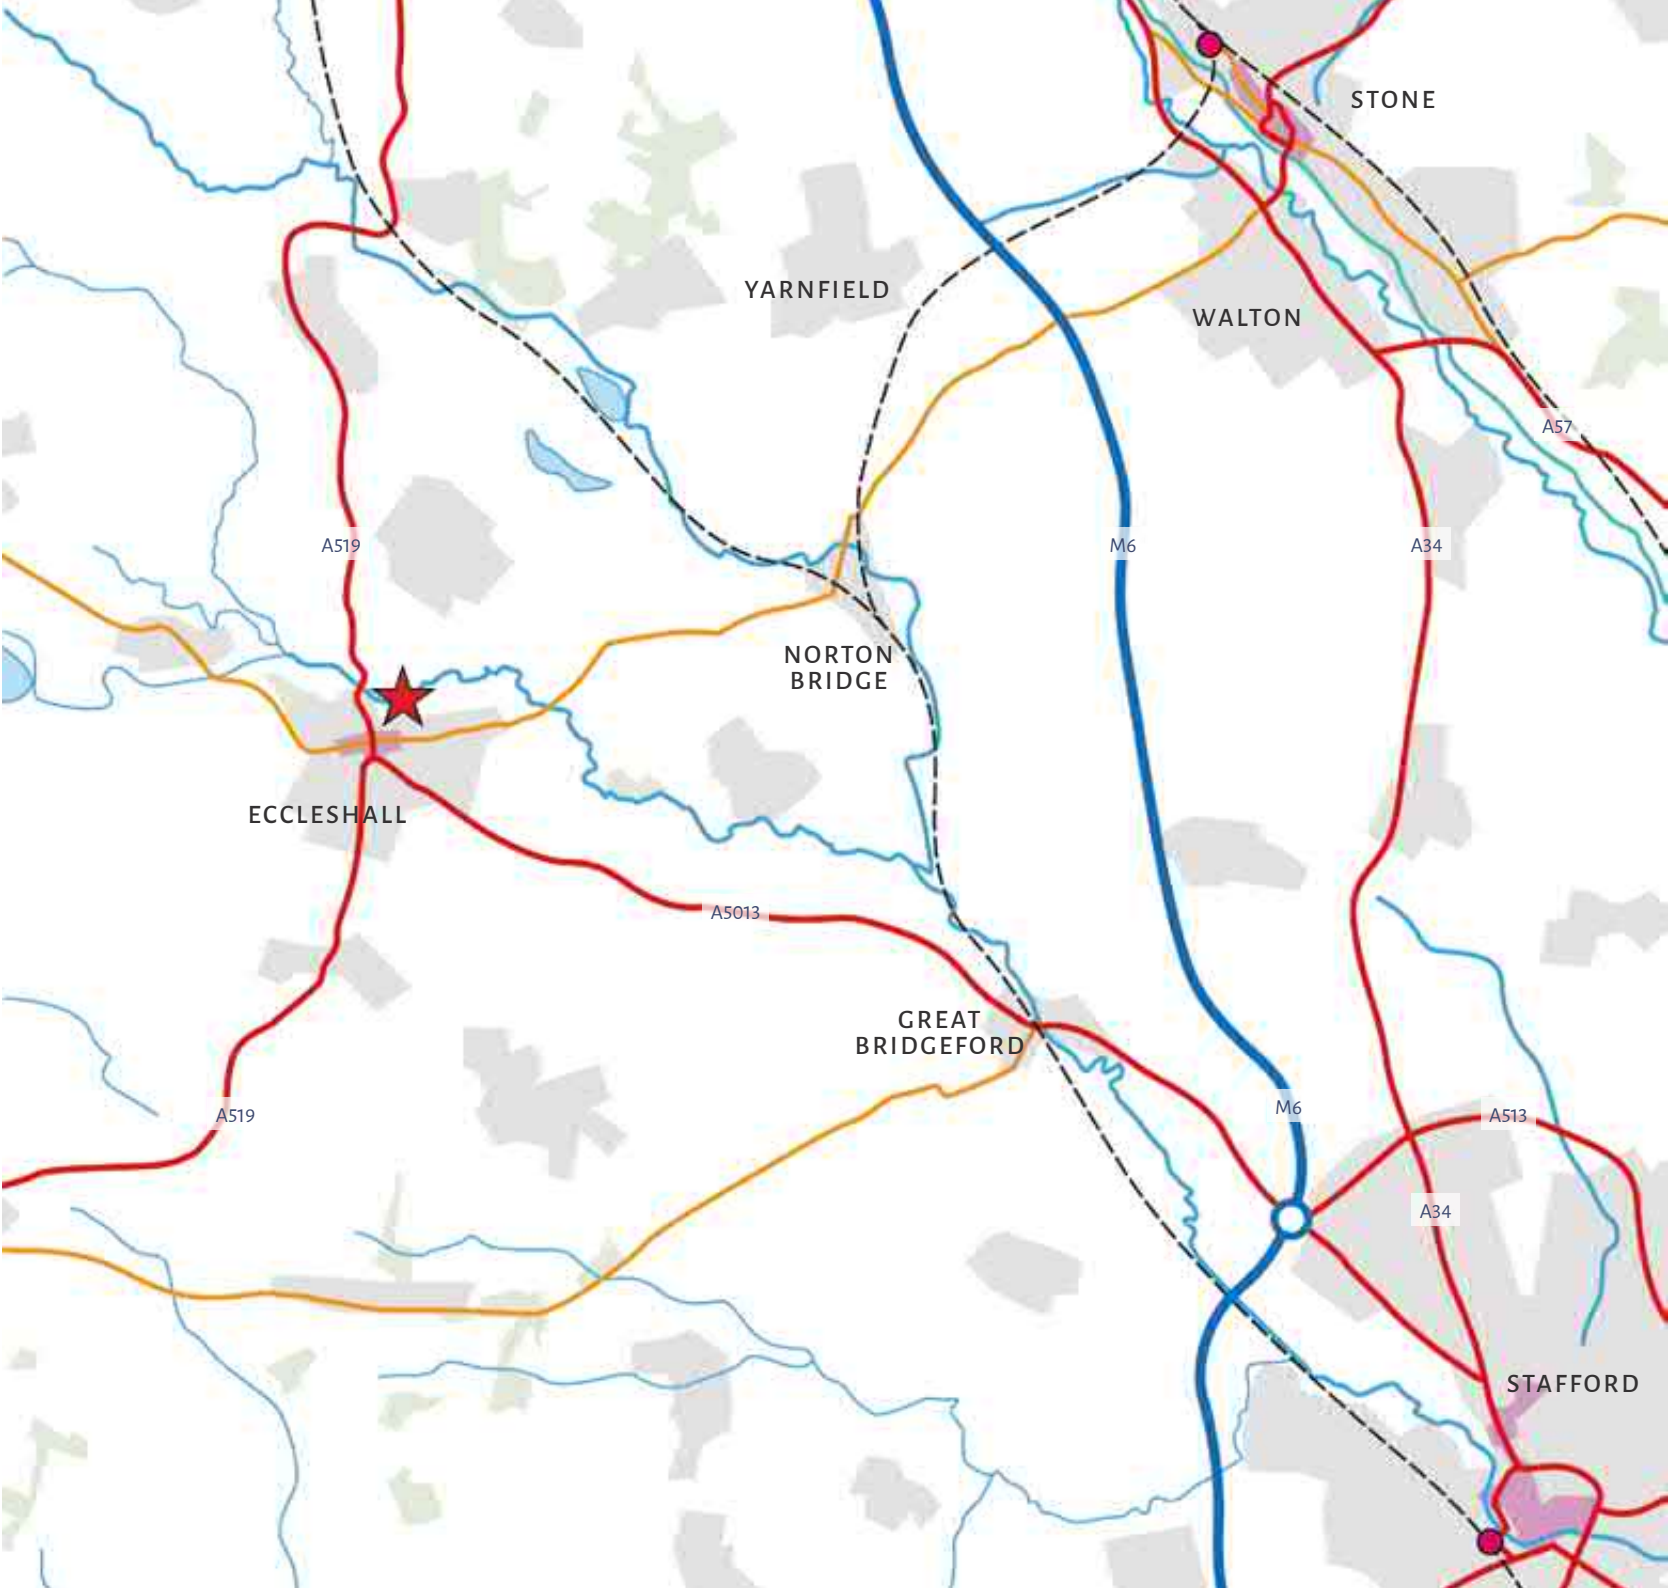 STONE
YARNFIELD
WALTON
A57
A519
M6
A34
NORTON
BRIDGE
ECCLESHALL
A5013
GREAT
BRIDGEFORD
M6
A519
A513
A34
STAFFORD